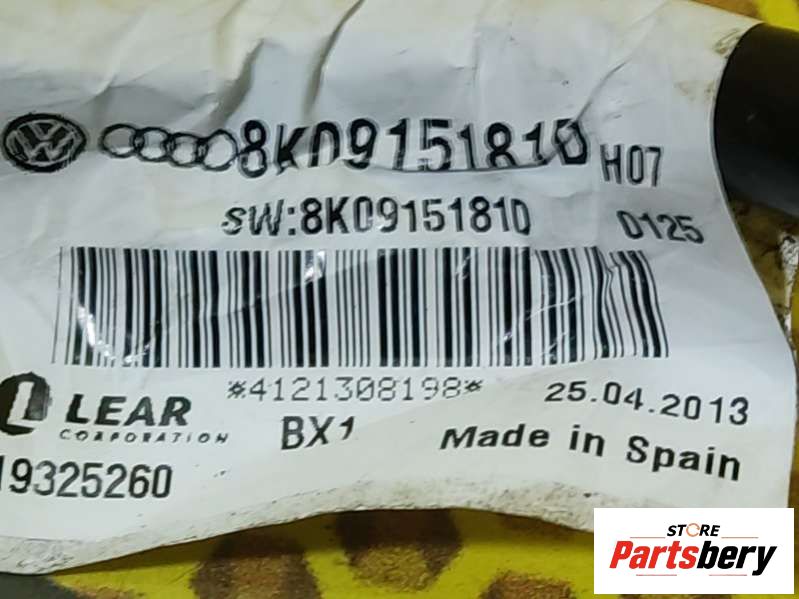 8K0915181D H07
SW:8K0915181D 0125
*4121308198* 25.04.2013
LEAR
CORPORATION BX1 Made in Spain
19325260
STORE
Partsbery